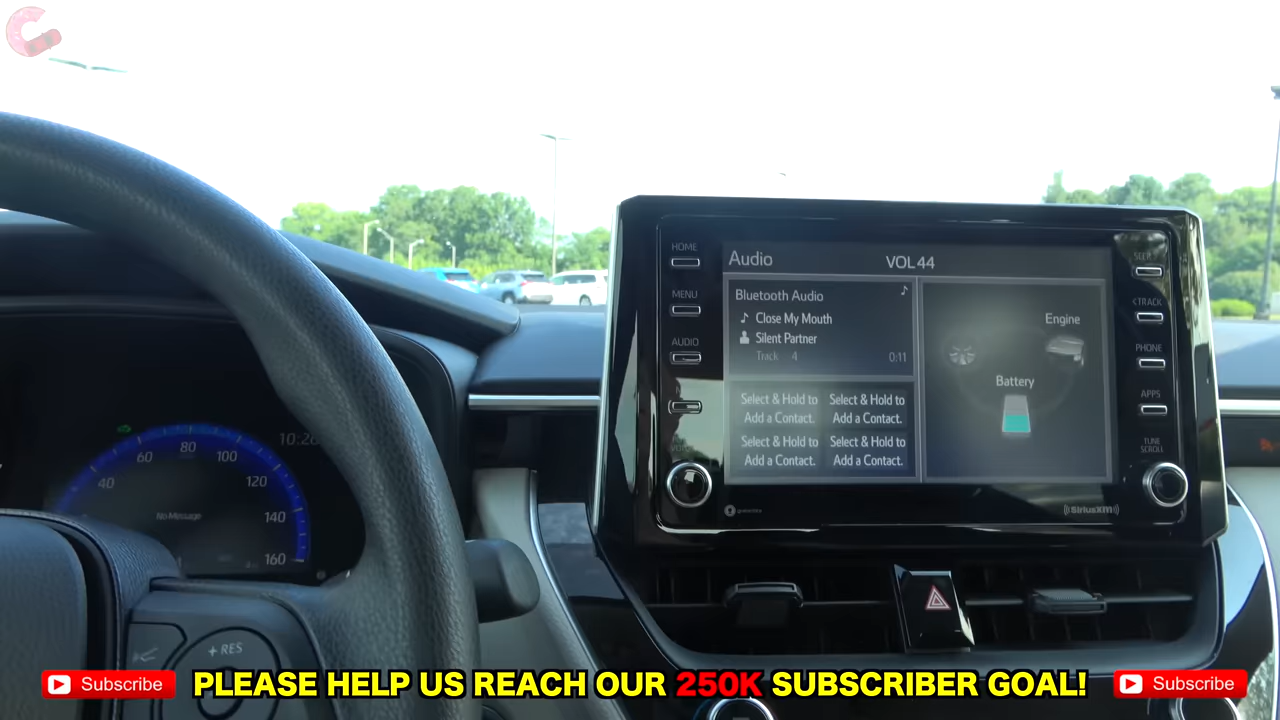 HOME
MENU
AUDIO
Audio
VOL 44
Bluetooth Audio
Close My Mouth
Silent Partner
Track 4
0:11
Select & Hold to
Add a Contact.
Select & Hold to
Add a Contact.
Select & Hold to
Add a Contact.
Select & Hold to
Add a Contact.
Engine
Battery
<TRACK
PHONE
APPS
TUNE
SCROLL
SiriusXM
40
60
80
100
120
140
160
No Message
+RES
Subscribe
PLEASE HELP US REACH OUR 250K SUBSCRIBER GOAL!
Subscribe